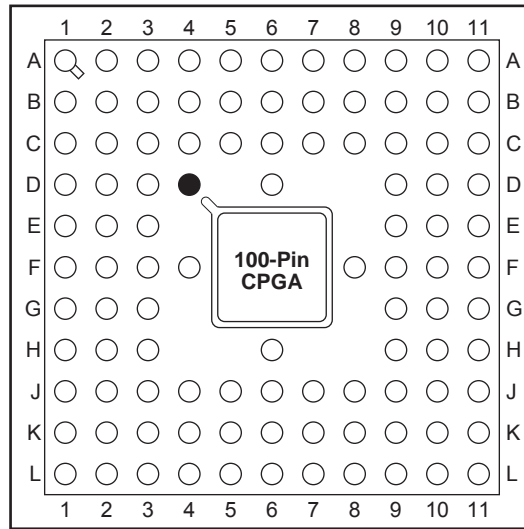 1 2 3 4 5 6 7 8 9 10 11
A A
B B
C C
D D
E E
F F
100-Pin
CPGA
G G
H H
J J
K K
L L
1 2 3 4 5 6 7 8 9 10 11